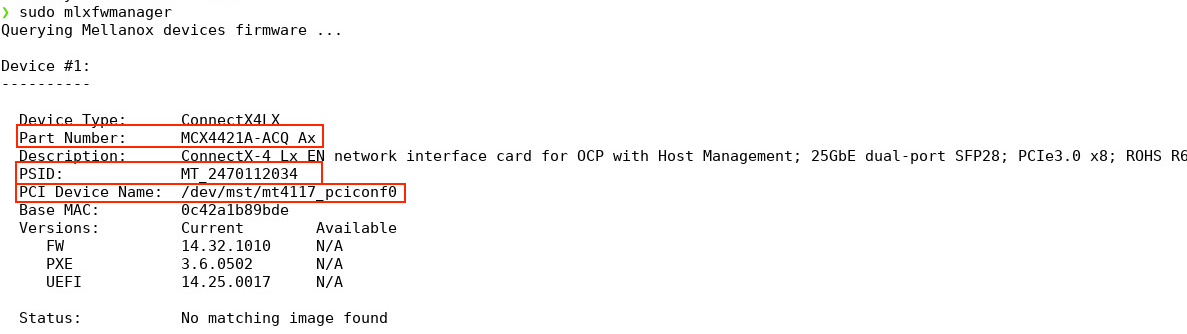 ❯ sudo mlxfwmanager
Querying Mellanox devices firmware ...
Device #1:
----------
Device Type: ConnectX4LX
Part Number: MCX4421A-ACQ_Ax
Description: ConnectX-4 Lx EN network interface card for OCP with Host Management; 25GbE dual-port SFP28; PCIe3.0 x8; ROHS R6
PSID: MT_2470112034
PCI Device Name: /dev/mst/mt4117_pciconf0
Base MAC: 0c42a1b89bde
Versions: Current Available
FW 14.32.1010 N/A
PXE 3.6.0502 N/A
UEFI 14.25.0017 N/A
Status: No matching image found